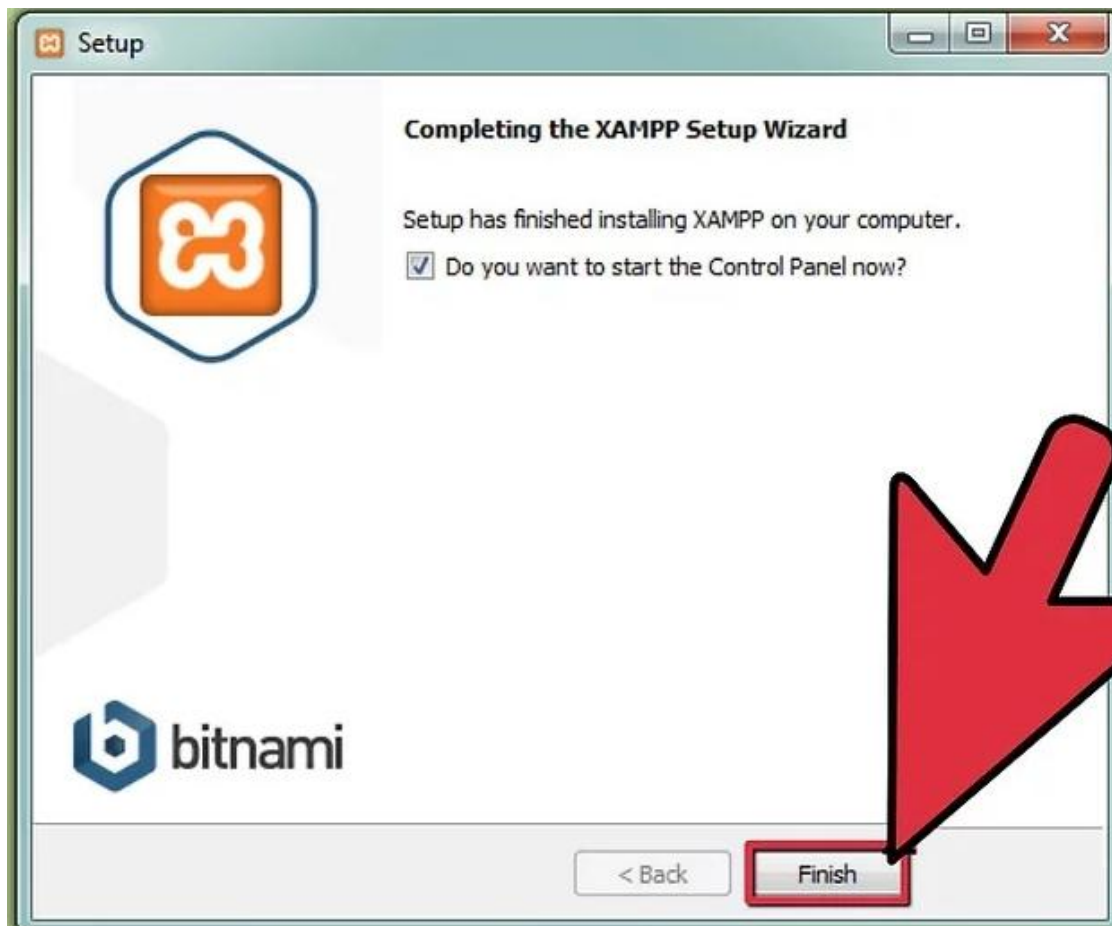 Setup
Completing the XAMPP Setup Wizard
Setup has finished installing XAMPP on your computer.
Do you want to start the Control Panel now?
bitnami
< Back
Finish